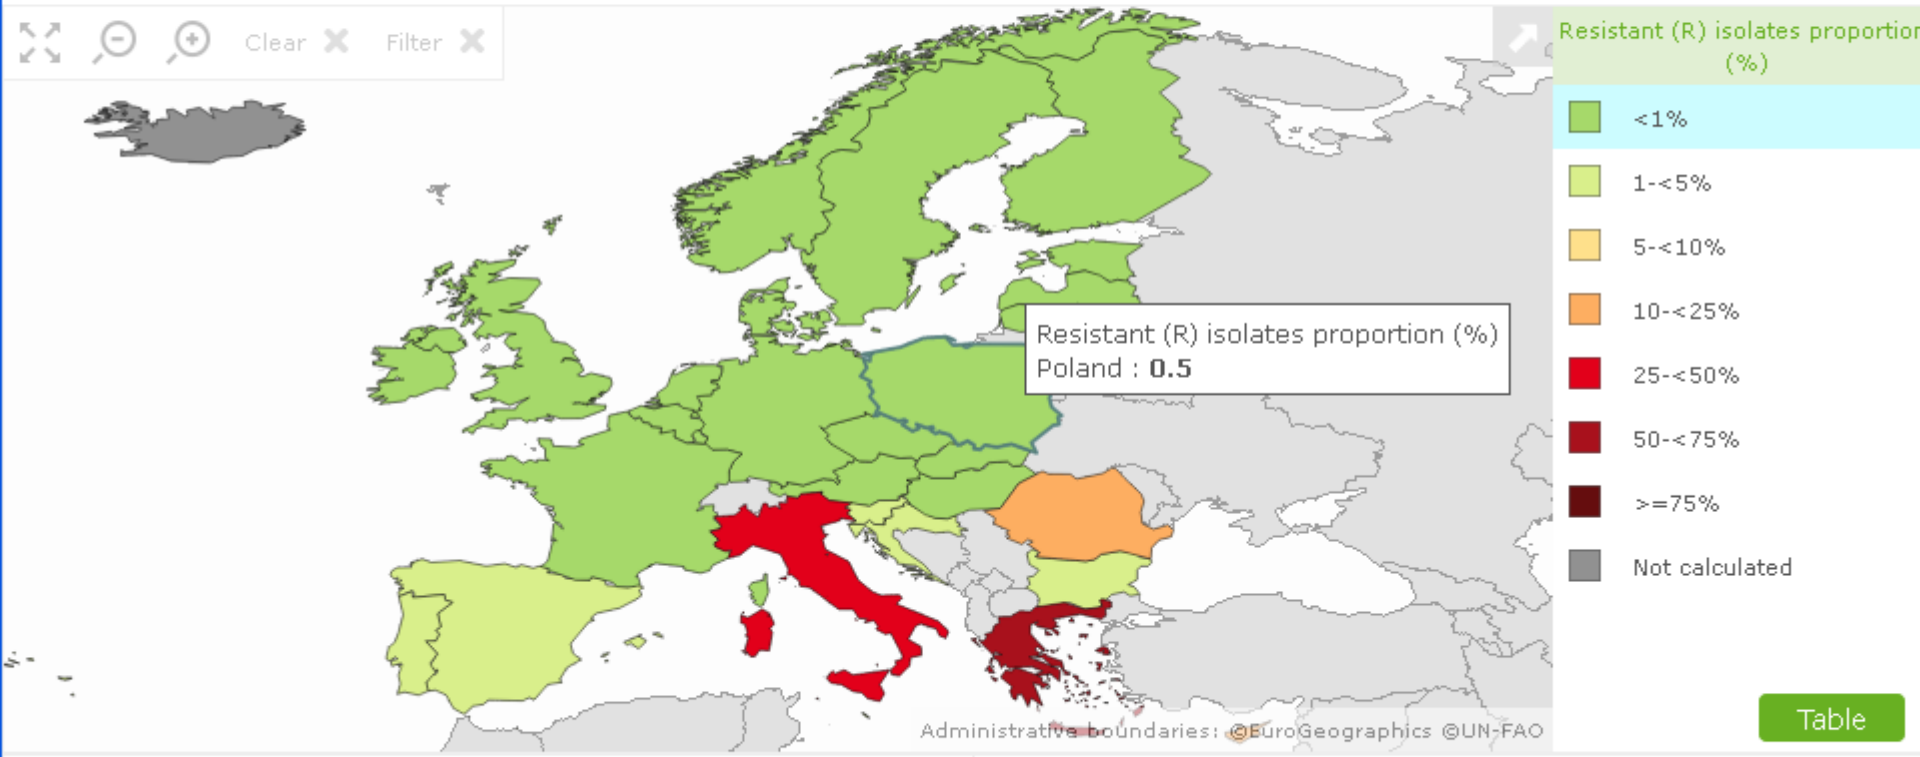 Clear
Filter
Resistant (R) isolates proportion
(%)
<1%
1-<5%
5-<10%
10-<25%
25-<50%
50-<75%
>=75%
Not calculated
Resistant (R) isolates proportion (%)
Poland : 0.5
Administrative boundaries: ©EuroGeographics ©UN-FAO
Table